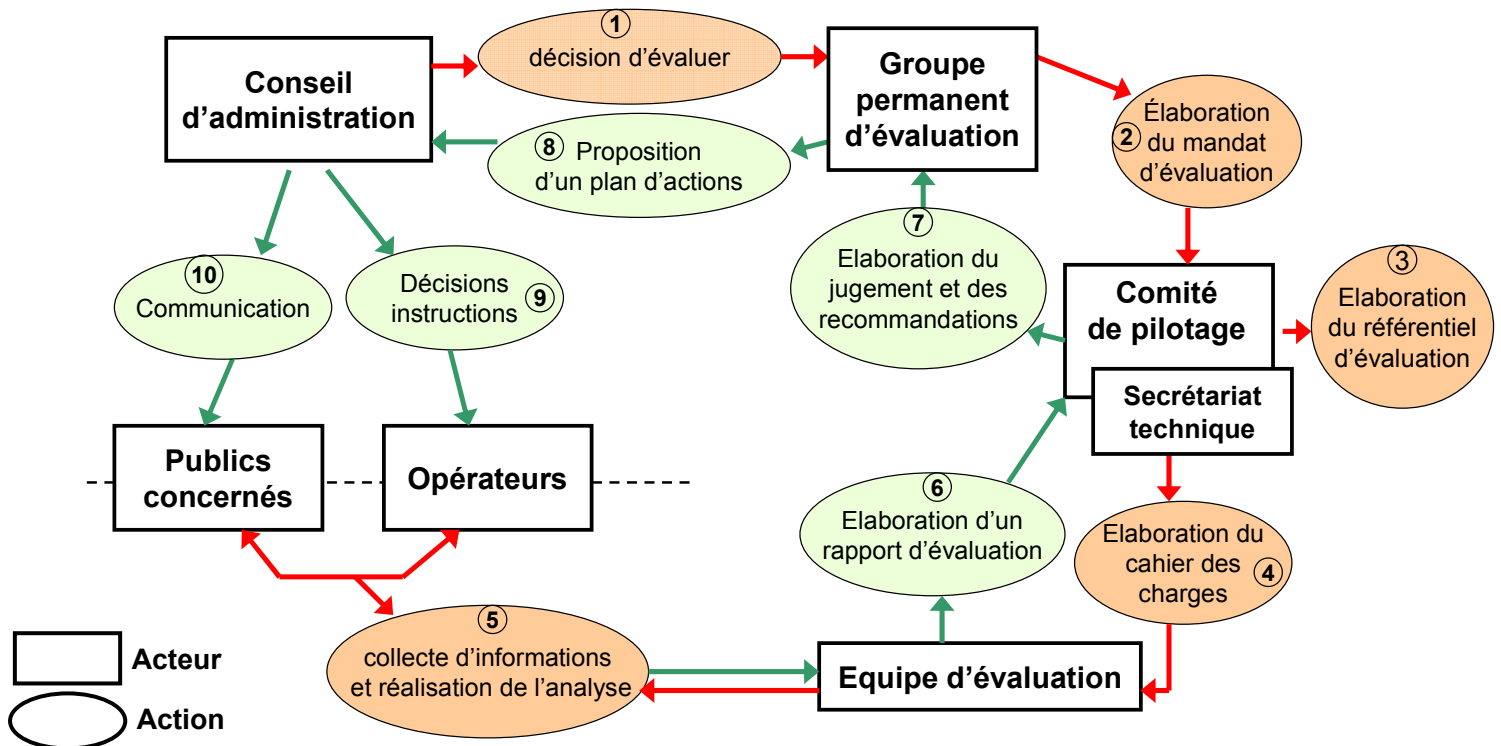 1
décision d’évaluer
Conseil
d’administration
Groupe
permanent
d’évaluation
2
Élaboration
du mandat
d’évaluation
8
Proposition
d’un plan d’actions
7
Elaboration du
jugement et des
recommandations
3
Elaboration
du référentiel
d’évaluation
Comité
de pilotage
Secrétariat
technique
10
Communication
Décisions
instructions
9
Publics
concernés
Opérateurs
6
Elaboration d’un
rapport d’évaluation
Elaboration du
cahier des
charges
4
5
collecte d’informations
et réalisation de l’analyse
Equipe d’évaluation
Acteur
Action